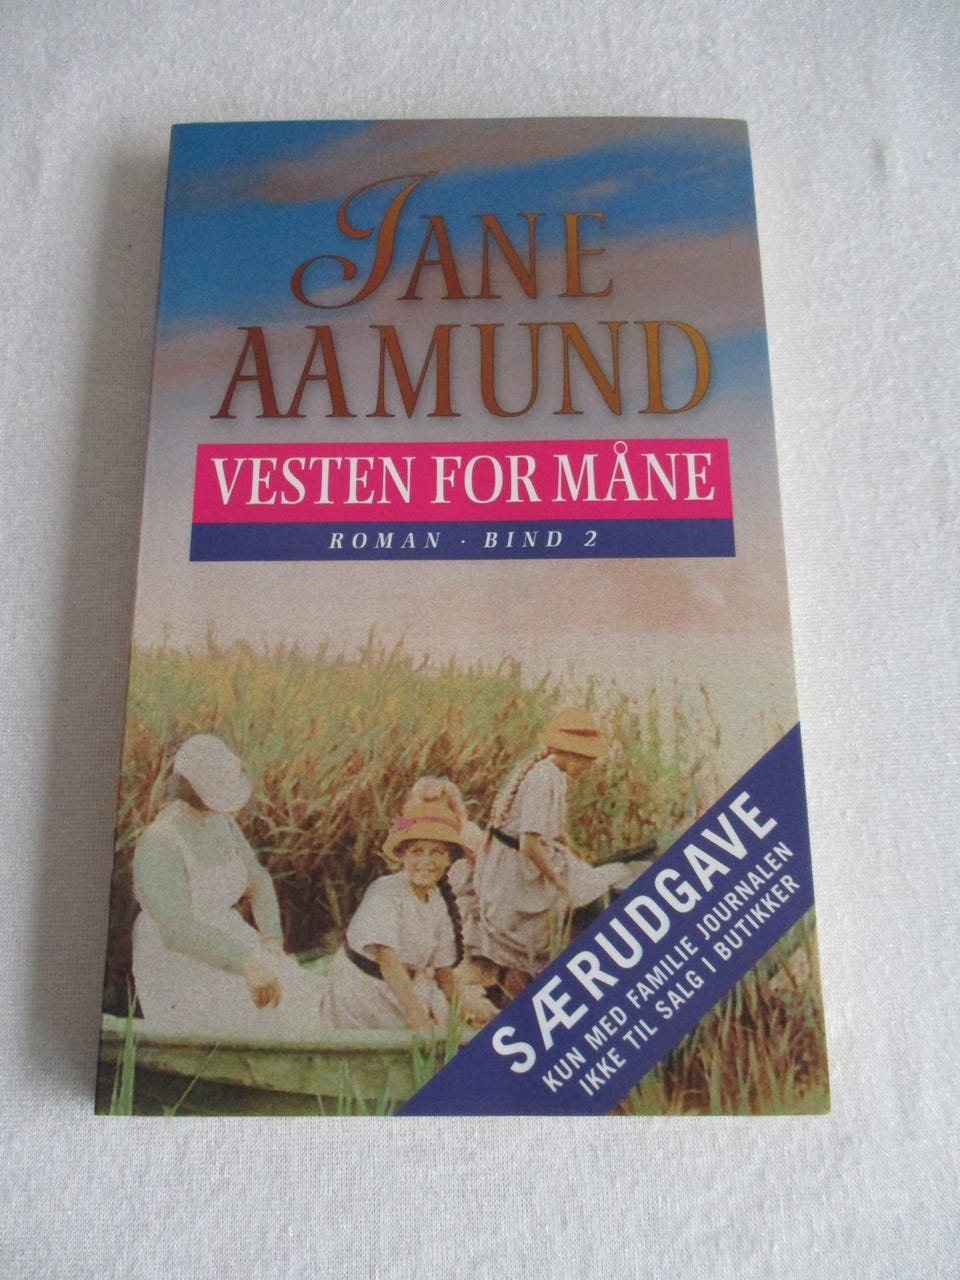 JANE
AAMUND
VESTEN FOR MÅNE
ROMAN · BIND 2
SÆRUDGAVE
KUN MED FAMILIE JOURNALEN
IKKE TIL SALG I BUTIKKER